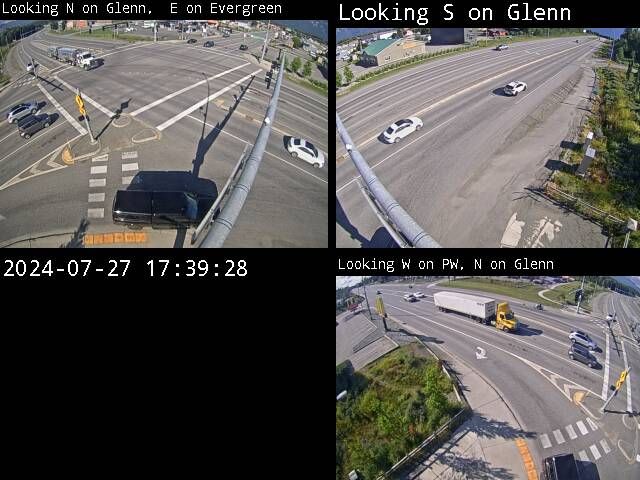 Looking N on Glenn,  E on Evergreen
Looking S on Glenn
2024-07-27 17:39:28
Looking W on PW, N on Glenn